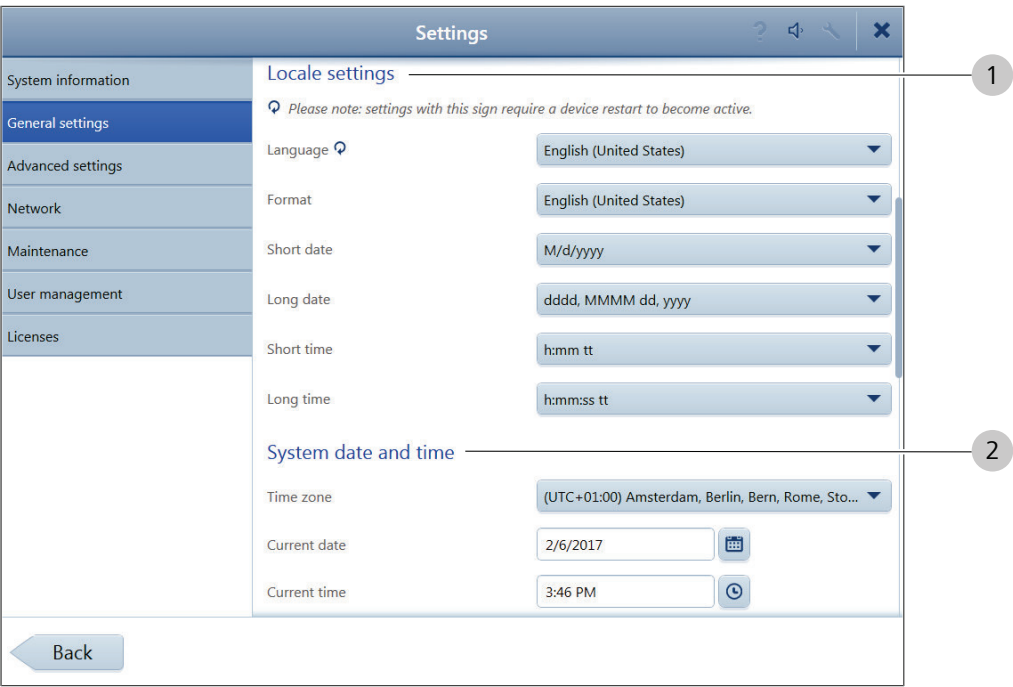 Settings
?
System information
General settings
Advanced settings
Network
Maintenance
User management
Licenses
Locale settings
1
Please note: settings with this sign require a device restart to become active.
Language
English (United States)
Format
English (United States)
Short date
M/d/yyyy
Long date
dddd, MMMM dd, yyyy
Short time
h:mm tt
Long time
h:mm:ss tt
System date and time
2
Time zone
(UTC+01:00) Amsterdam, Berlin, Bern, Rome, Sto...
Current date
2/6/2017
Current time
3:46 PM
Back